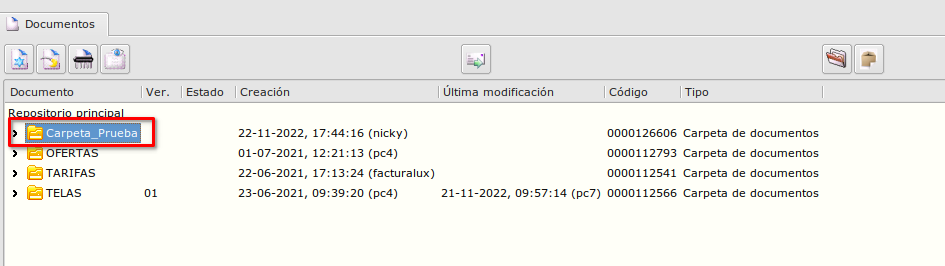 Documentos
Documento Ver. Estado Creación Última modificación Código Tipo
Repositorio principal
Carpeta_Prueba 22-11-2022, 17:44:16 (nicky) 0000126606 Carpeta de documentos
OFERTAS 01-07-2021, 12:21:13 (pc4) 0000112793 Carpeta de documentos
TARIFAS 22-06-2021, 17:13:24 (facturalux) 0000112541 Carpeta de documentos
TELAS 01 23-06-2021, 09:39:20 (pc4) 21-11-2022, 09:57:14 (pc7) 0000112566 Carpeta de documentos